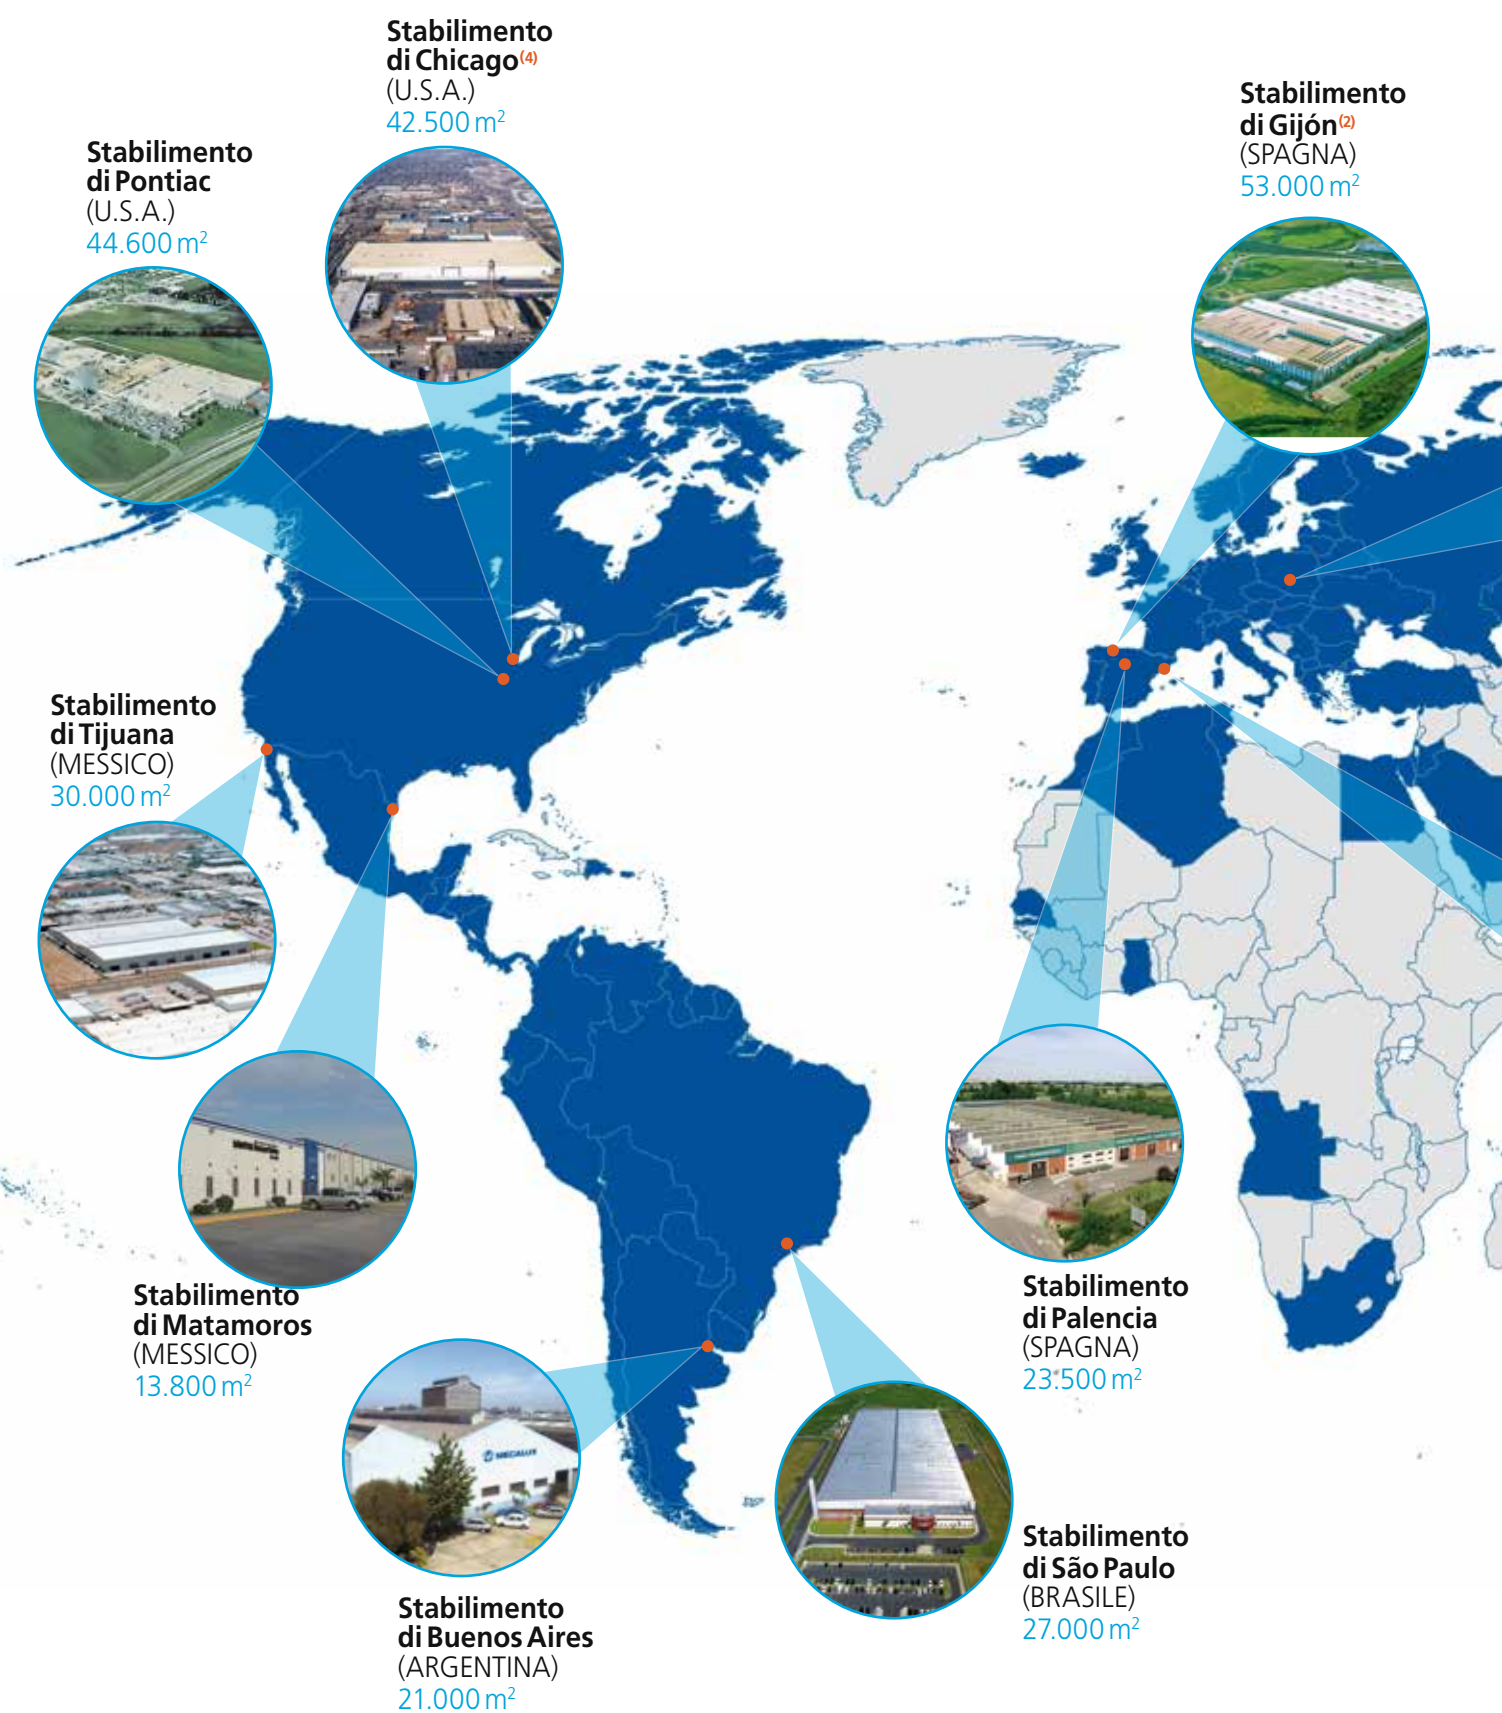 Stabilimento
di Chicago(4)
(U.S.A.)
42.500 m²
Stabilimento
di Gijón(2)
(SPAGNA)
53.000 m²
Stabilimento
di Pontiac
(U.S.A.)
44.600 m²
Stabilimento
di Tijuana
(MESSICO)
30.000 m²
Stabilimento
di Matamoros
(MESSICO)
13.800 m²
Stabilimento
di Palencia
(SPAGNA)
23.500 m²
MECALUX
Stabilimento
di São Paulo
(BRASILE)
27.000 m²
Stabilimento
di Buenos Aires
(ARGENTINA)
21.000 m²